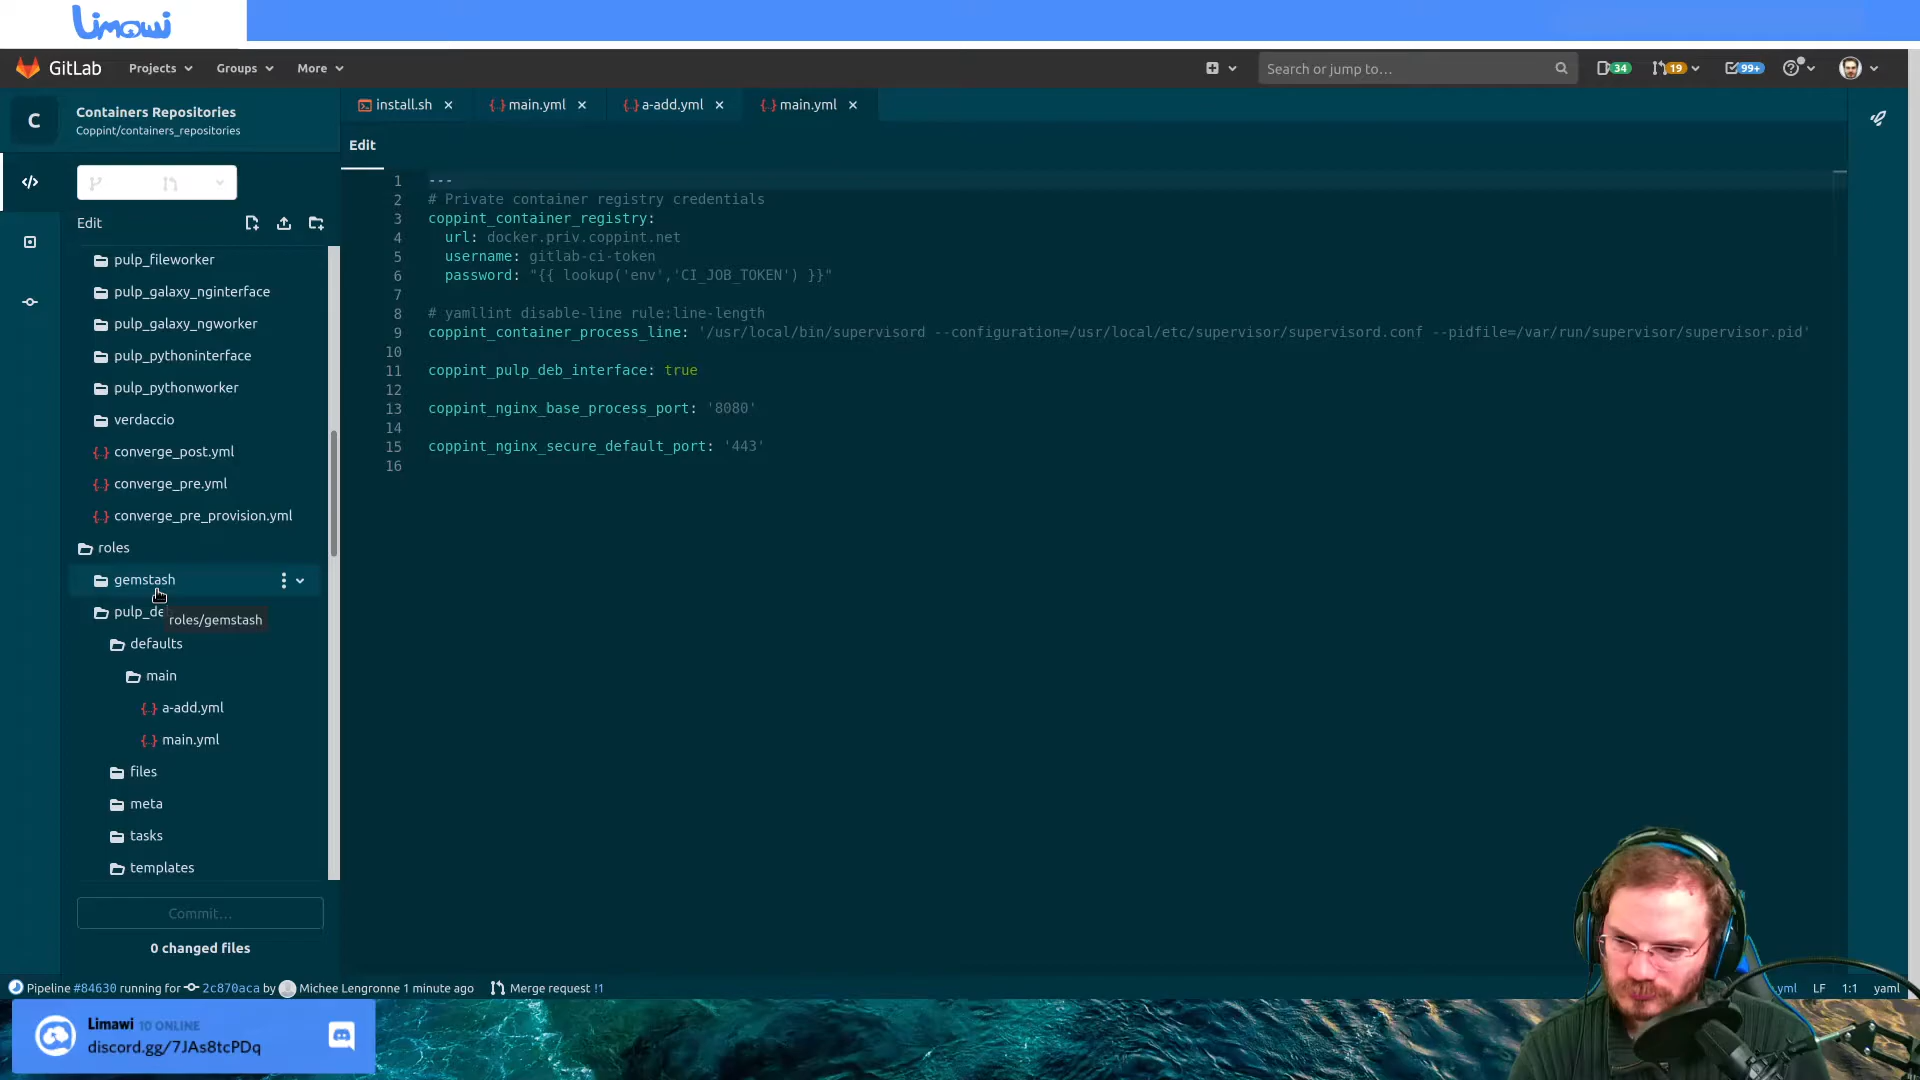 Limawi
GitLab Projects Groups More Search or jump to... 34 19 99+
C Containers Repositories
Coppint/containers_repositories
install.sh main.yml a-add.yml main.yml
Edit
Edit
pulp_fileworker
pulp_galaxy_nginterface
pulp_galaxy_ngworker
pulp_pythoninterface
pulp_pythonworker
verdaccio
converge_post.yml
converge_pre.yml
converge_pre_provision.yml
roles
gemstash
pulp_de
roles/gemstash
defaults
main
a-add.yml
main.yml
files
meta
tasks
templates
Commit...
0 changed files
1 ---
2 # Private container registry credentials
3 coppint_container_registry:
4 url: docker.priv.coppint.net
5 username: gitlab-ci-token
6 password: "{{ lookup('env','CI_JOB_TOKEN') }}"
7
8 # yamllint disable-line rule:line-length
9 coppint_container_process_line: '/usr/local/bin/supervisord --configuration=/usr/local/etc/supervisor/supervisord.conf --pidfile=/var/run/supervisor/supervisor.pid'
10
11 coppint_pulp_deb_interface: true
12
13 coppint_nginx_base_process_port: '8080'
14
15 coppint_nginx_secure_default_port: '443'
16
Pipeline #84630 running for 2c870aca by Michee Lengronne 1 minute ago Merge request !1 .yml LF 1:1 yaml
Limawi 10 ONLINE
discord.gg/7JAs8tcPDq